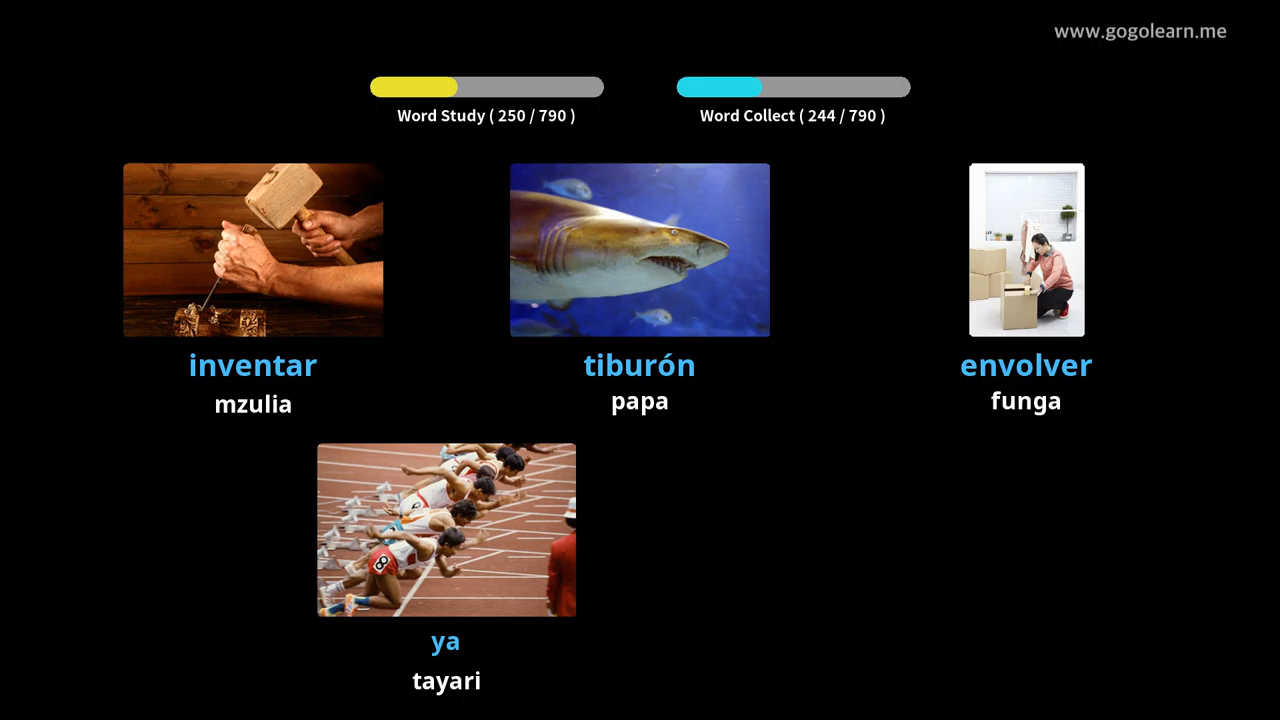 www.gogolearn.me
Word Study ( 250 / 790 )
Word Collect ( 244 / 790 )
inventar
mzulia
tiburón
papa
envolver
funga
8
ya
tayari